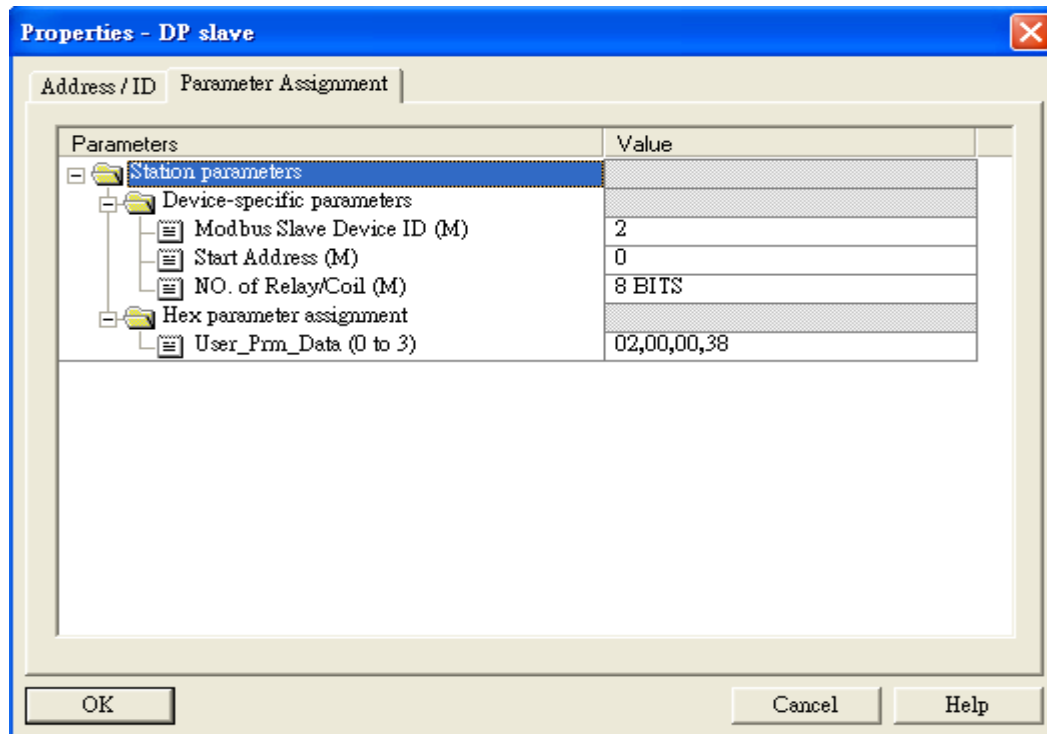 Properties - DP slave
Address / ID Parameter Assignment
Parameters Value
Station parameters
Device-specific parameters
Modbus Slave Device ID (M) 2
Start Address (M) 0
NO. of Relay/Coil (M) 8 BITS
Hex parameter assignment
User_Prm_Data (0 to 3) 02,00,00,38
OK Cancel Help